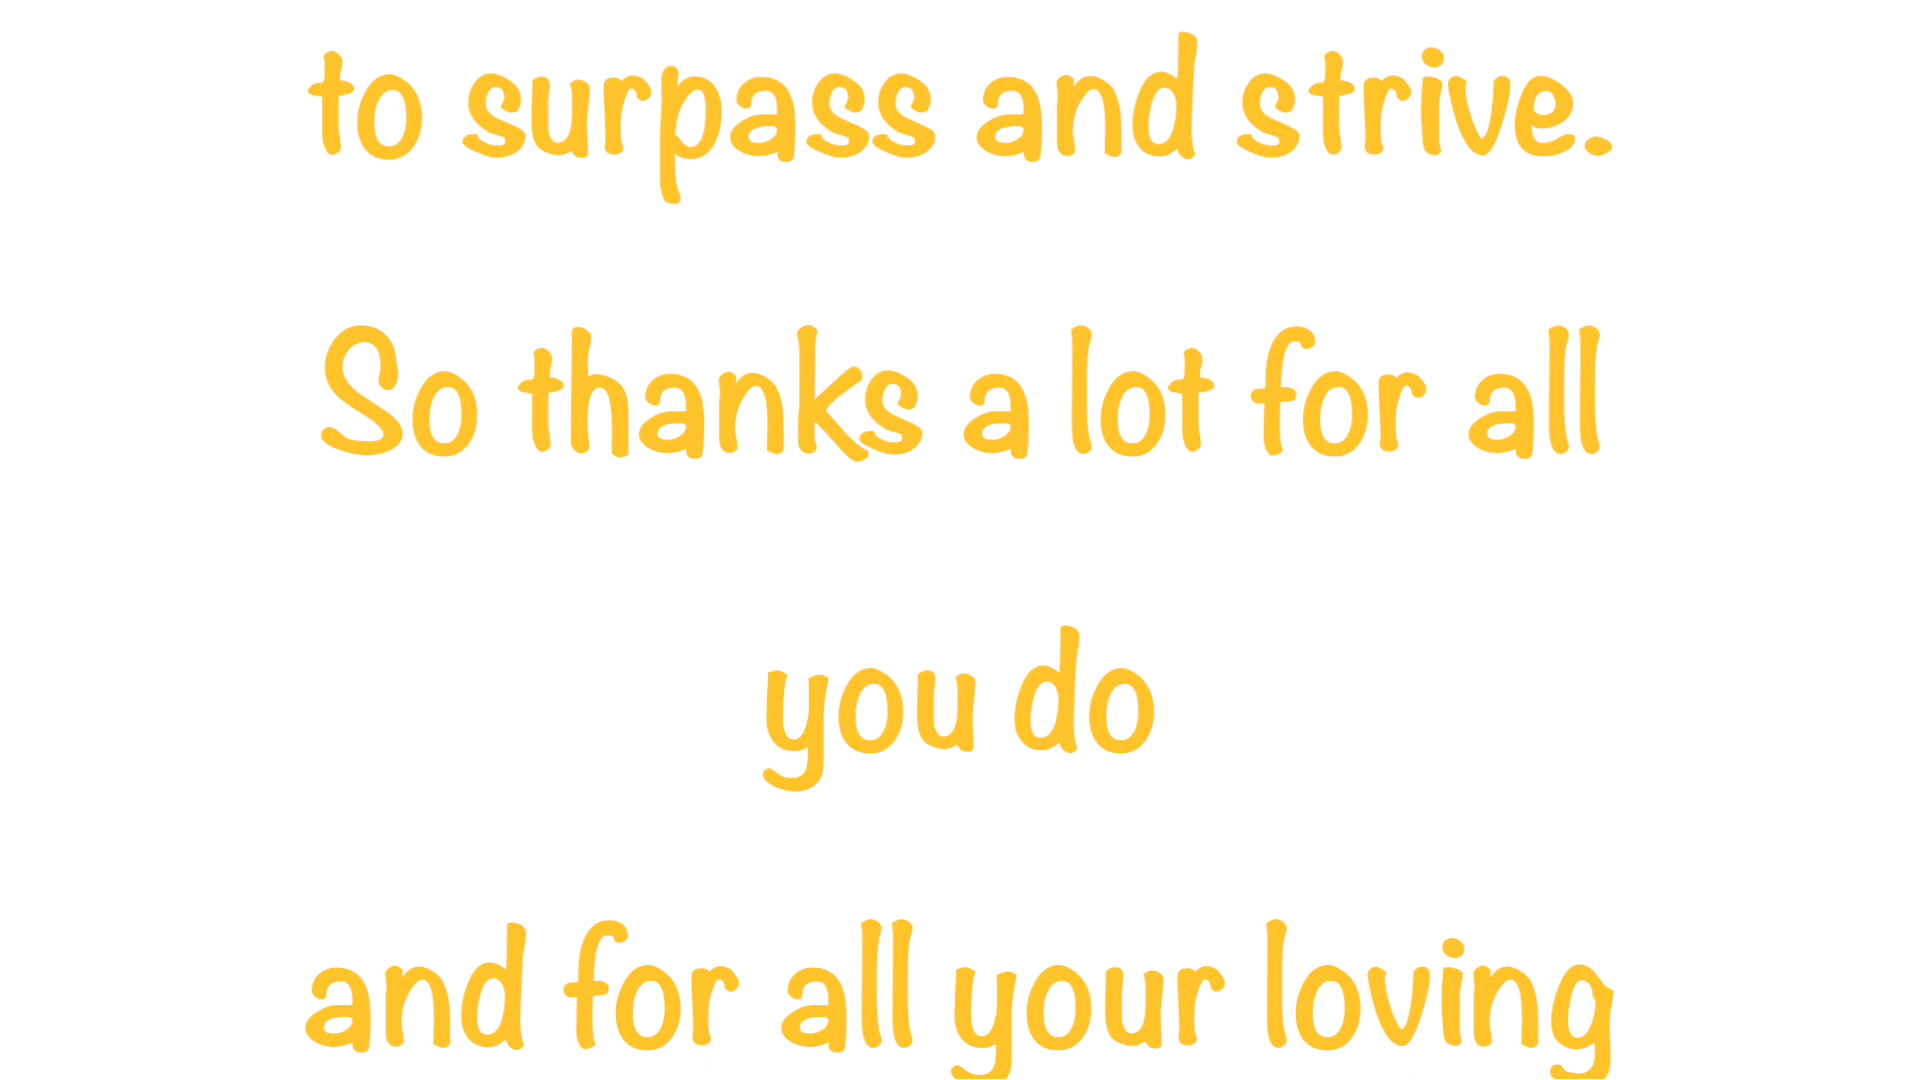 to surpass and strive.
So thanks a lot for all
you do
and for all your loving